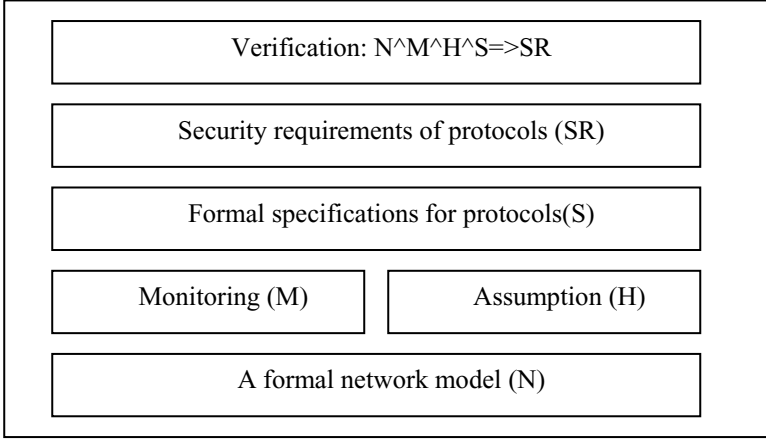 Verification: N^M^H^S=>SR
Security requirements of protocols (SR)
Formal specifications for protocols(S)
Monitoring (M)
Assumption (H)
A formal network model (N)